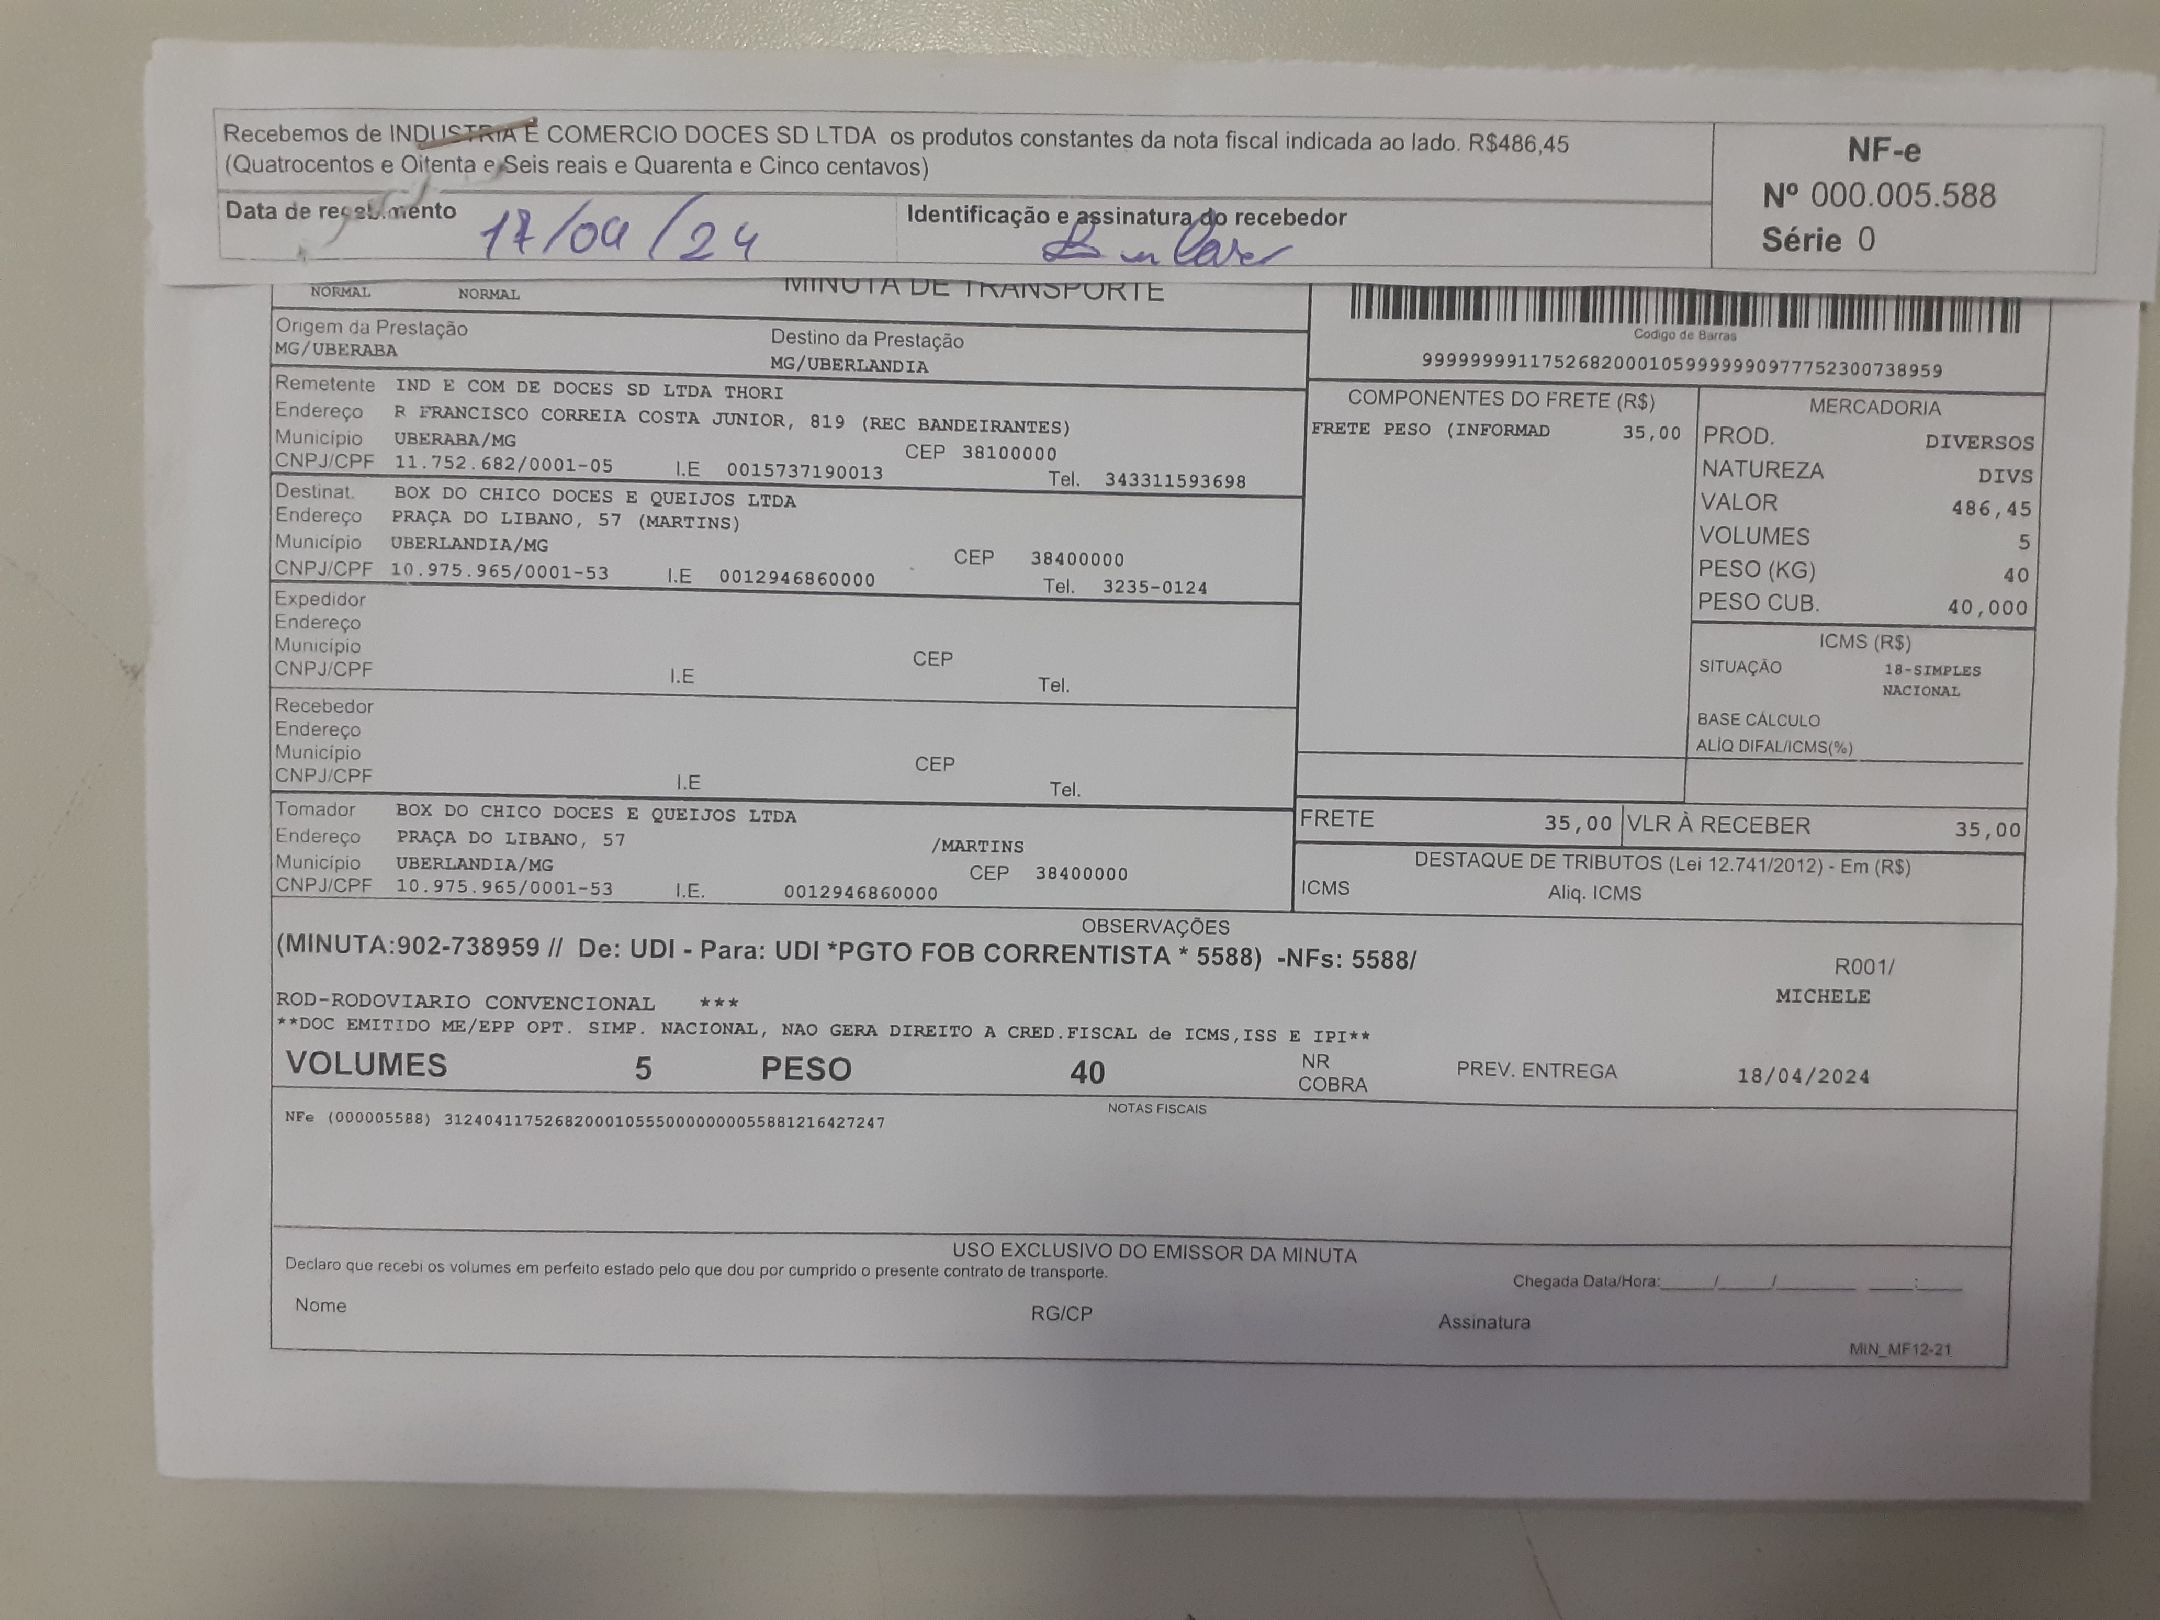 Recebemos de INDUSTRIA E COMERCIO DOCES SD LTDA os produtos constantes da nota fiscal indicada ao lado. R$486,45
(Quatrocentos e Oitenta e Seis reais e Quarenta e Cinco centavos)
NF-e
Nº 000.005.588
Série 0
Data de recebimento 17/04/24
Identificação e assinatura do recebedor
NORMAL NORMAL
MINUTA DE TRANSPORTE
Origem da Prestação
MG/UBERABA
Destino da Prestação
MG/UBERLANDIA
Codigo de Barras
99999999117526820001059999999097775230073 8959
Remetente IND E COM DE DOCES SD LTDA THORI
Endereço R FRANCISCO CORREIA COSTA JUNIOR, 819 (REC BANDEIRANTES)
Município UBERABA/MG CEP 38100000
CNPJ/CPF 11.752.682/0001-05 I.E 0015737190013 Tel. 343311593698
Destinat. BOX DO CHICO DOCES E QUEIJOS LTDA
Endereço PRAÇA DO LIBANO, 57 (MARTINS)
Município UBERLANDIA/MG CEP 38400000
CNPJ/CPF 10.975.965/0001-53 I.E 0012946860000 Tel. 3235-0124
Expedidor
Endereço
Município CEP
CNPJ/CPF I.E Tel.
Recebedor
Endereço
Município CEP
CNPJ/CPF I.E Tel.
Tomador BOX DO CHICO DOCES E QUEIJOS LTDA
Endereço PRAÇA DO LIBANO, 57 /MARTINS
Município UBERLANDIA/MG CEP 38400000
CNPJ/CPF 10.975.965/0001-53 I.E. 0012946860000
COMPONENTES DO FRETE (R$)
FRETE PESO (INFORMAD 35,00
MERCADORIA
PROD. DIVERSOS
NATUREZA DIVS
VALOR 486,45
VOLUMES 5
PESO (KG) 40
PESO CUB. 40,000
ICMS (R$)
SITUAÇÃO 18-SIMPLES
NACIONAL
BASE CÁLCULO
ALÍQ DIFAL/ICMS(%)
FRETE 35,00 VLR À RECEBER 35,00
DESTAQUE DE TRIBUTOS (Lei 12.741/2012) - Em (R$)
ICMS Aliq. ICMS
OBSERVAÇÕES
(MINUTA:902-738959 // De: UDI - Para: UDI *PGTO FOB CORRENTISTA * 5588) -NFs: 5588/
R001/
MICHELE
ROD-RODOVIARIO CONVENCIONAL ***
**DOC EMITIDO ME/EPP OPT. SIMP. NACIONAL, NAO GERA DIREITO A CRED.FISCAL de ICMS,ISS E IPI**
VOLUMES 5 PESO 40 NR COBRA PREV. ENTREGA 18/04/2024
NOTAS FISCAIS
NFe (000005588) 31240411752682000105550000000055881216427247
USO EXCLUSIVO DO EMISSOR DA MINUTA
Declaro que recebi os volumes em perfeito estado pelo que dou por cumprido o presente contrato de transporte.
Chegada Data/Hora:_____/_____/________ ____:____
Nome RG/CP Assinatura
MIN_MF12-21